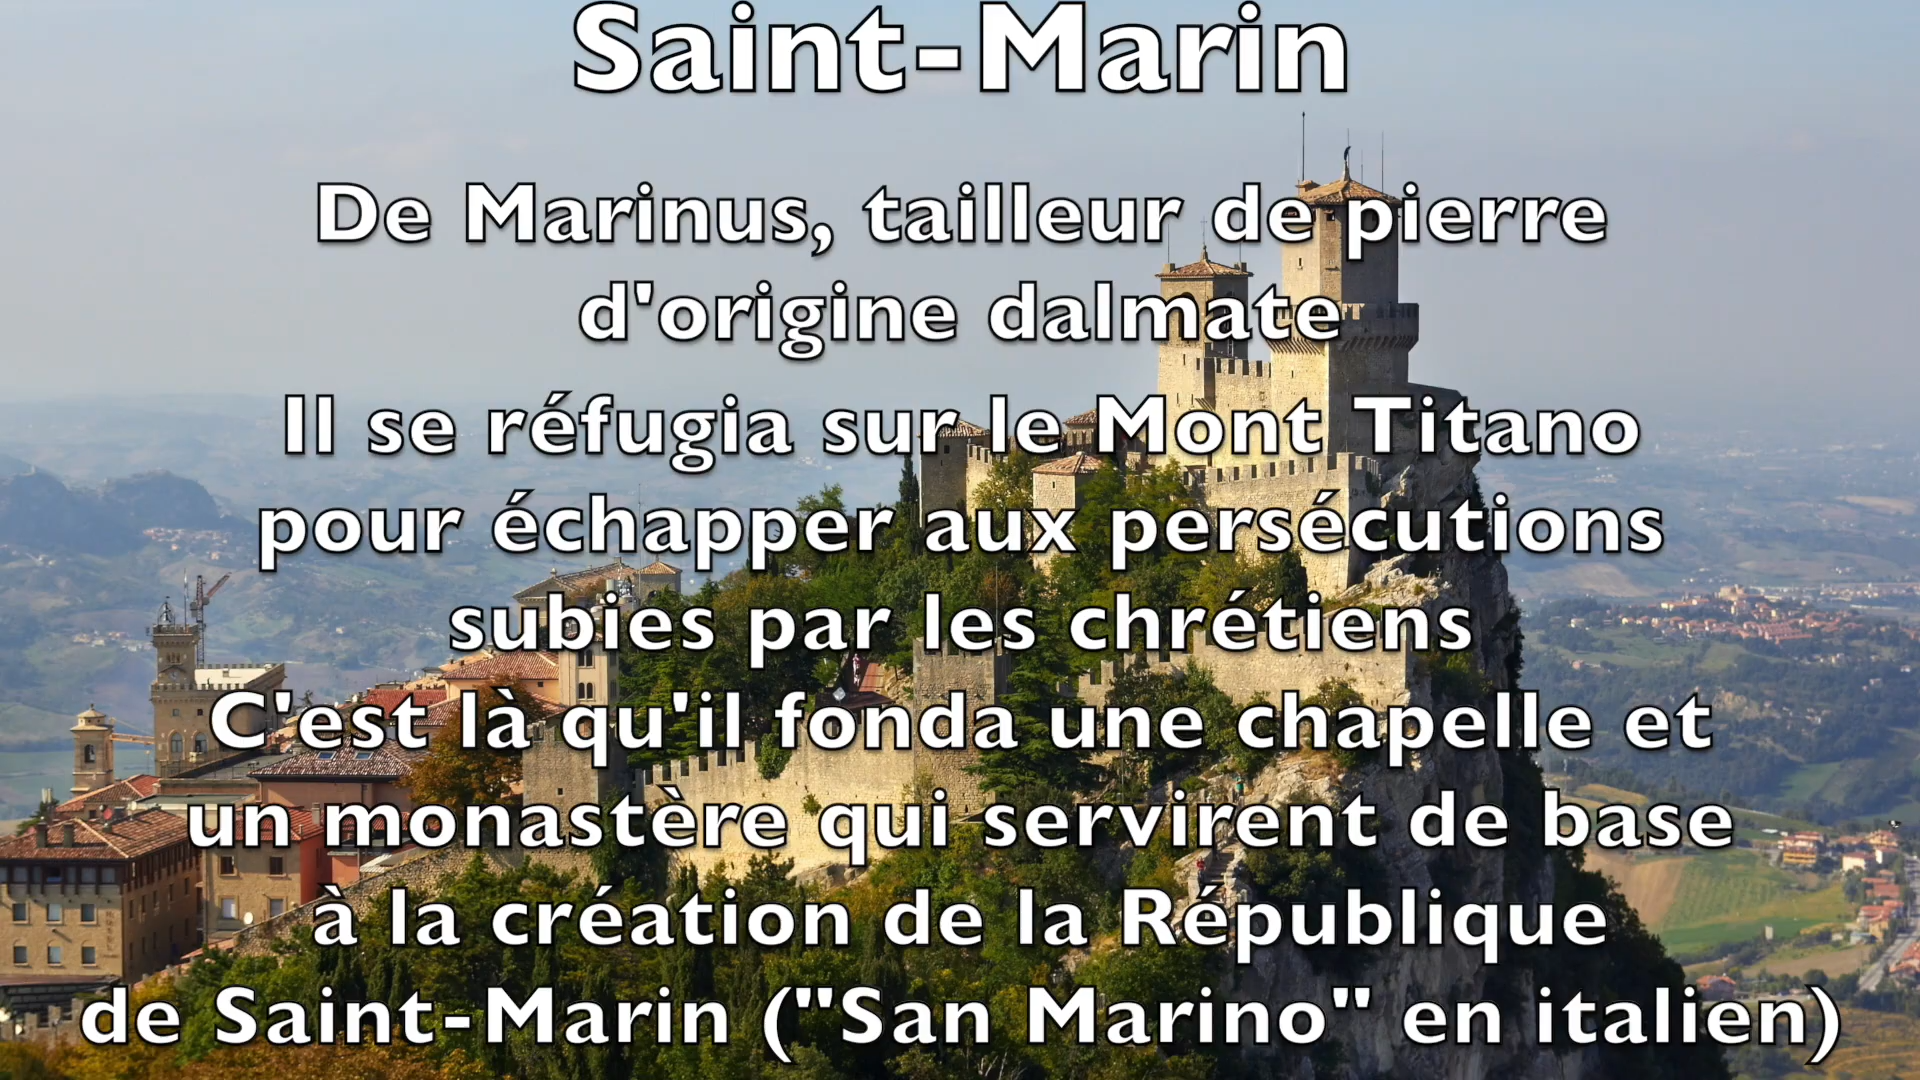 Saint-Marin
De Marinus, tailleur de pierre
d'origine dalmate
Il se réfugia sur le Mont Titano
pour échapper aux persécutions
subies par les chrétiens
C'est là qu'il fonda une chapelle et
un monastère qui servirent de base
à la création de la République
de Saint-Marin ("San Marino" en italien)